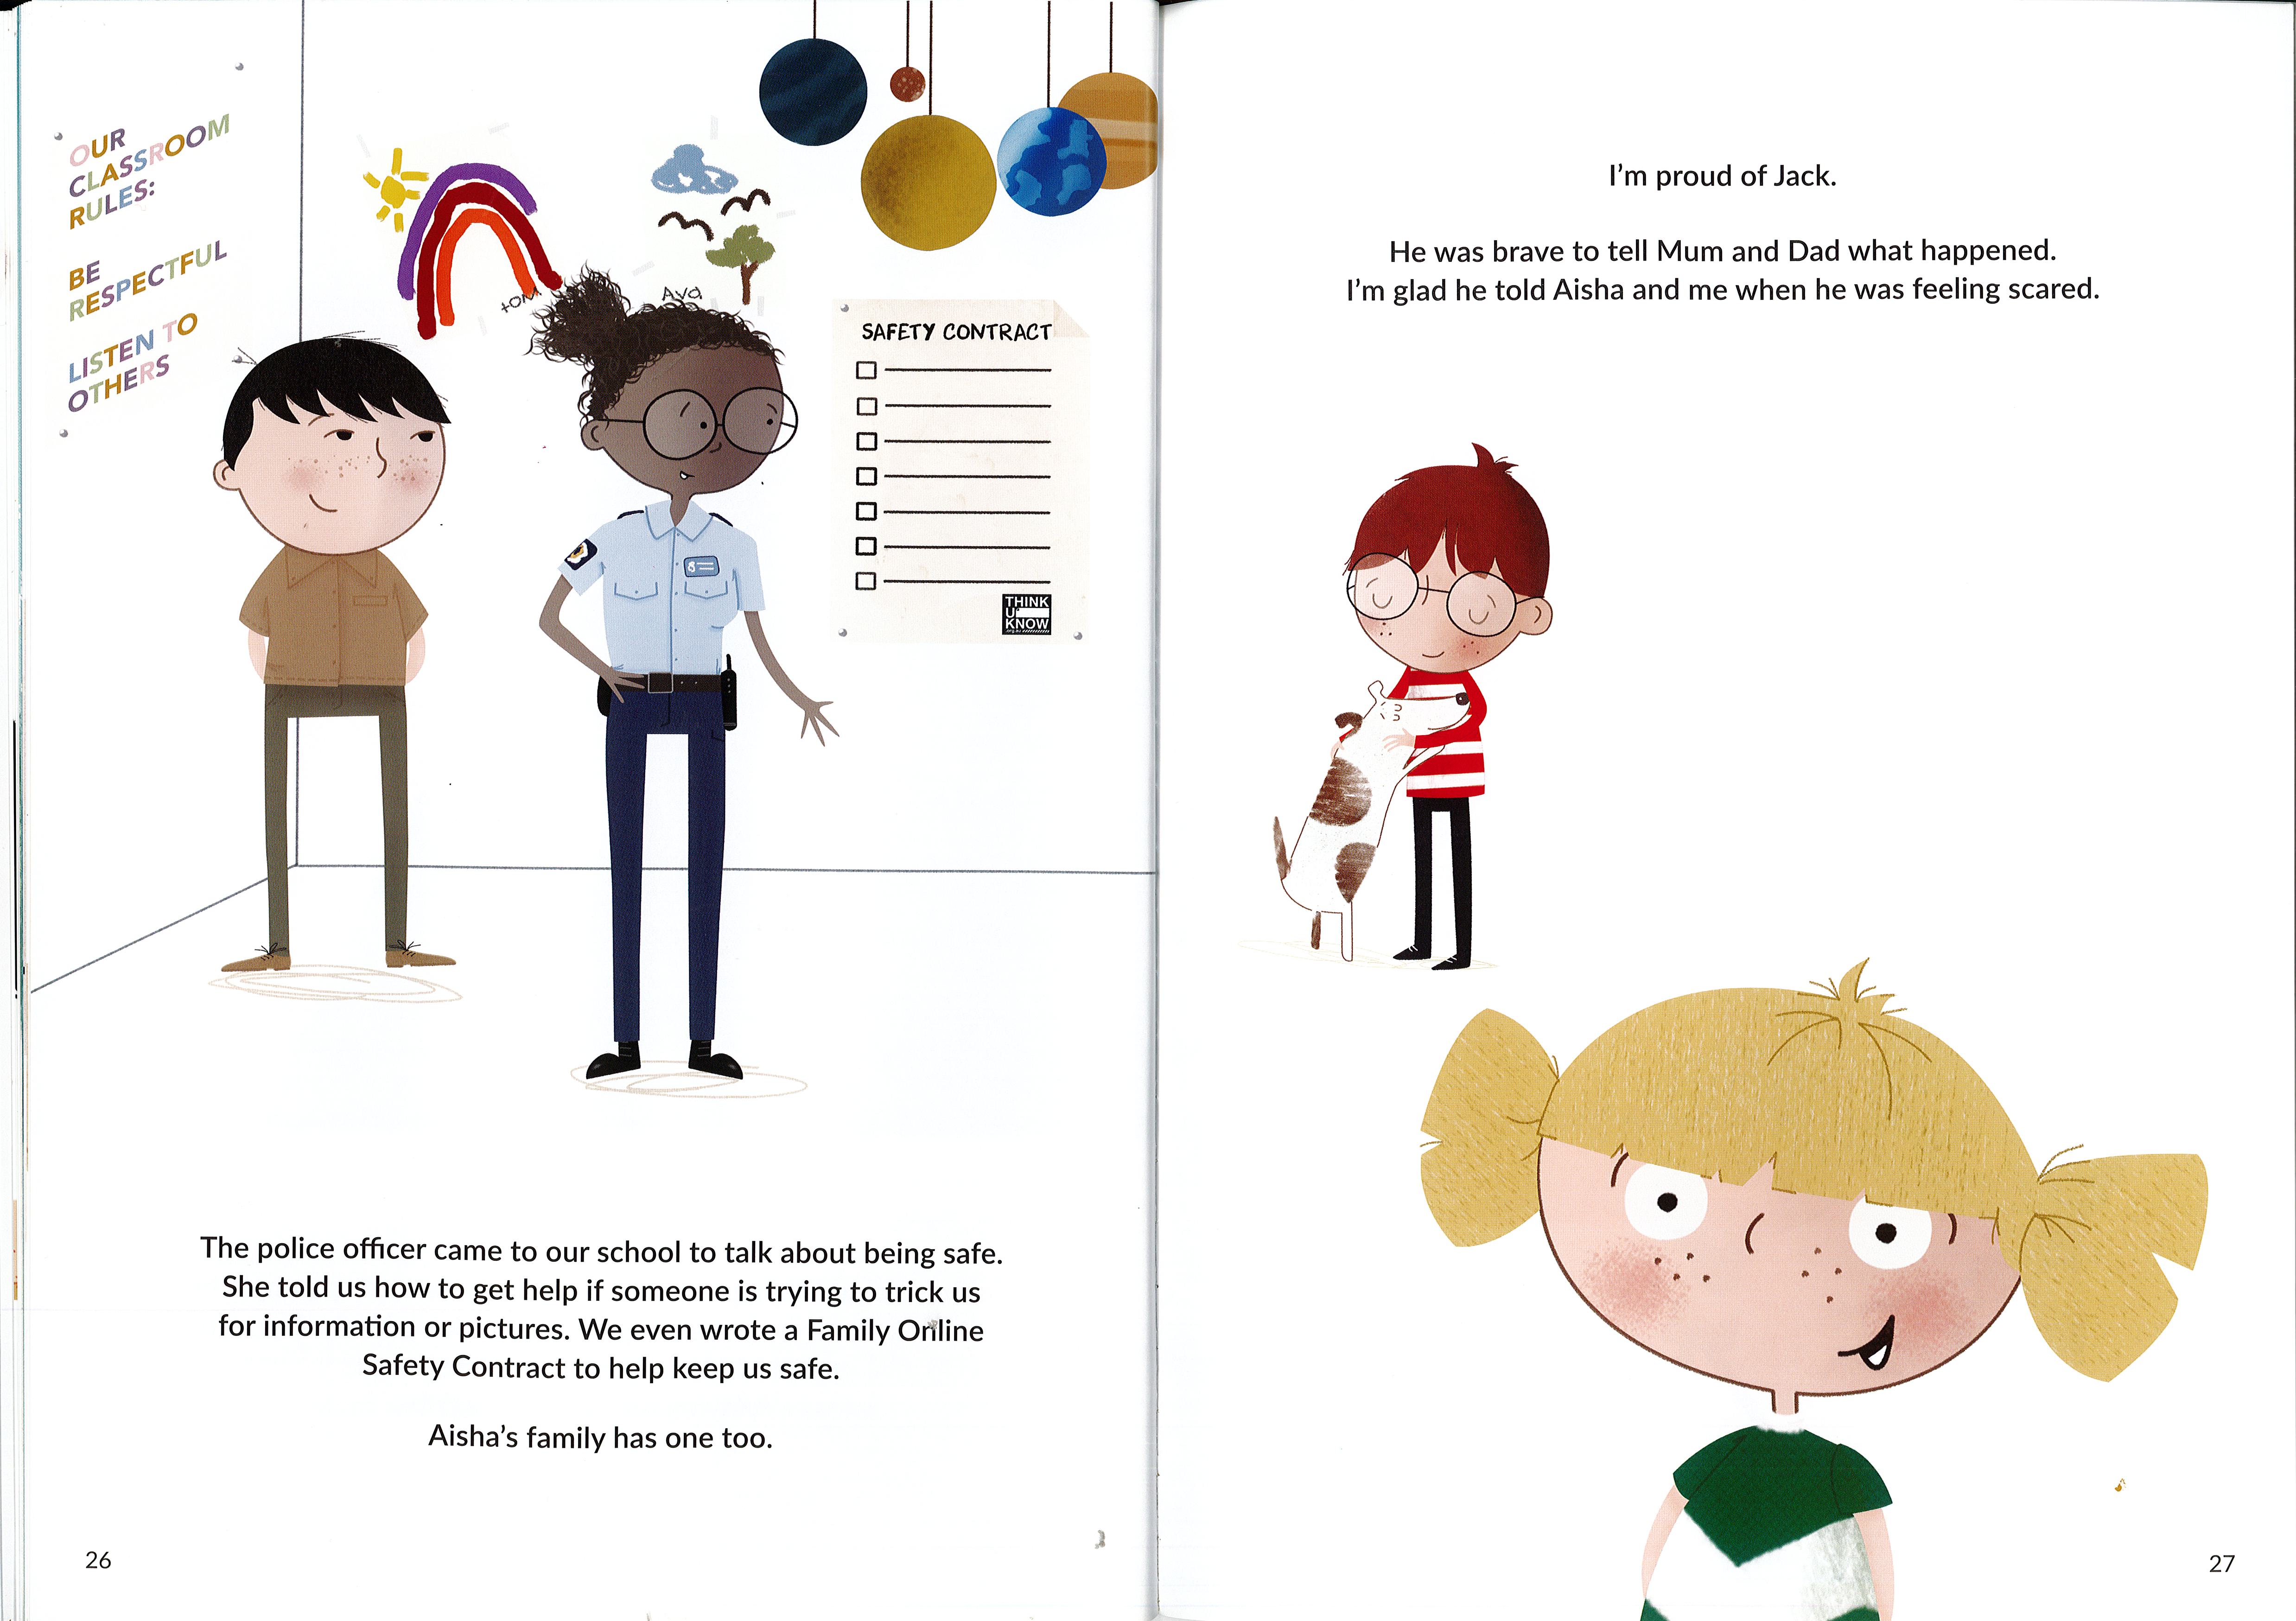 OUR
CLASSROOM
RULES:
BE
RESPECTFUL
LISTEN TO
OTHERS
tom
Ava
SAFETY CONTRACT
THINK
U
KNOW
The police officer came to our school to talk about being safe.
She told us how to get help if someone is trying to trick us
for information or pictures. We even wrote a Family Online
Safety Contract to help keep us safe.
Aisha's family has one too.
26
I'm proud of Jack.
He was brave to tell Mum and Dad what happened.
I'm glad he told Aisha and me when he was feeling scared.
27